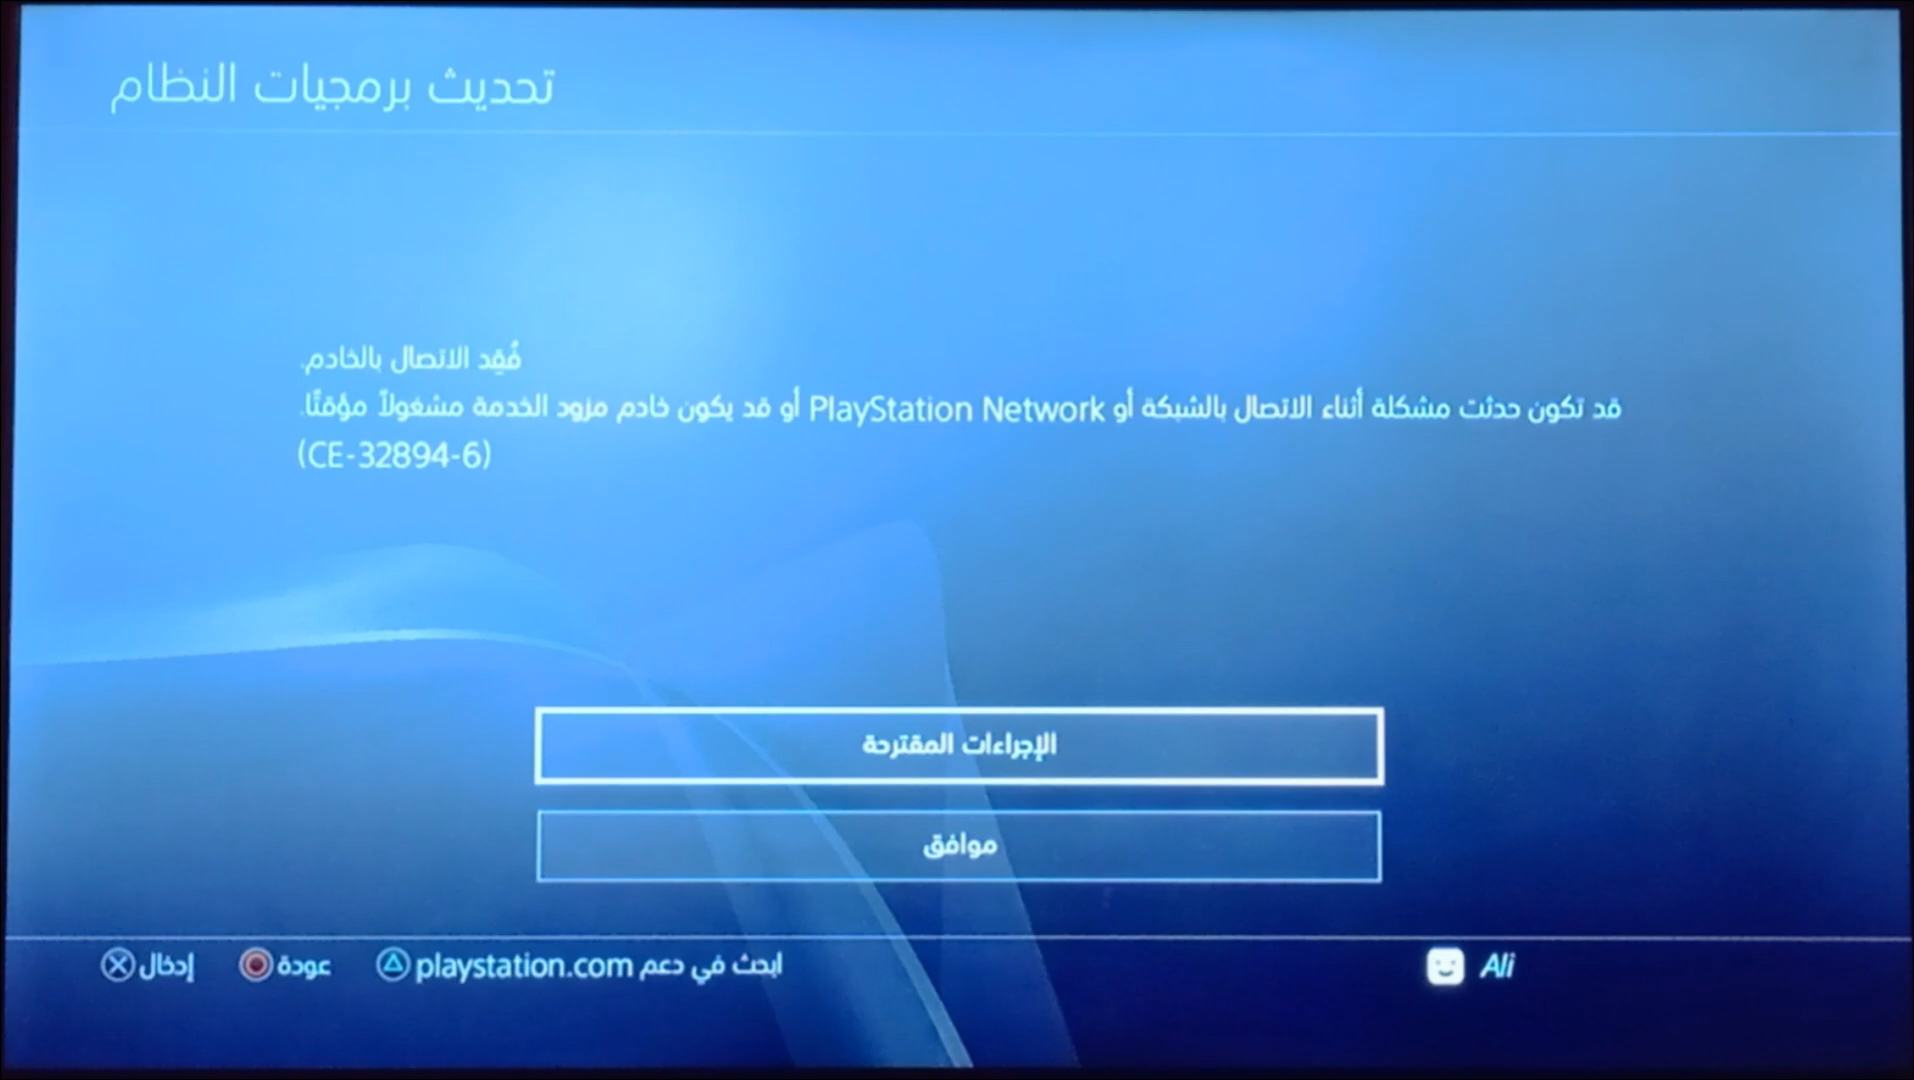 تحديث برمجيات النظام
فُقِد الاتصال بالخادم.
قد تكون حدثت مشكلة أثناء الاتصال بالشبكة أو PlayStation Network أو قد يكون خادم مزود الخدمة مشغولاً مؤقتًا.
(CE-32894-6)
الإجراءات المقترحة
موافق
إدخال
عودة
ابحث في دعم playstation.com
Ali